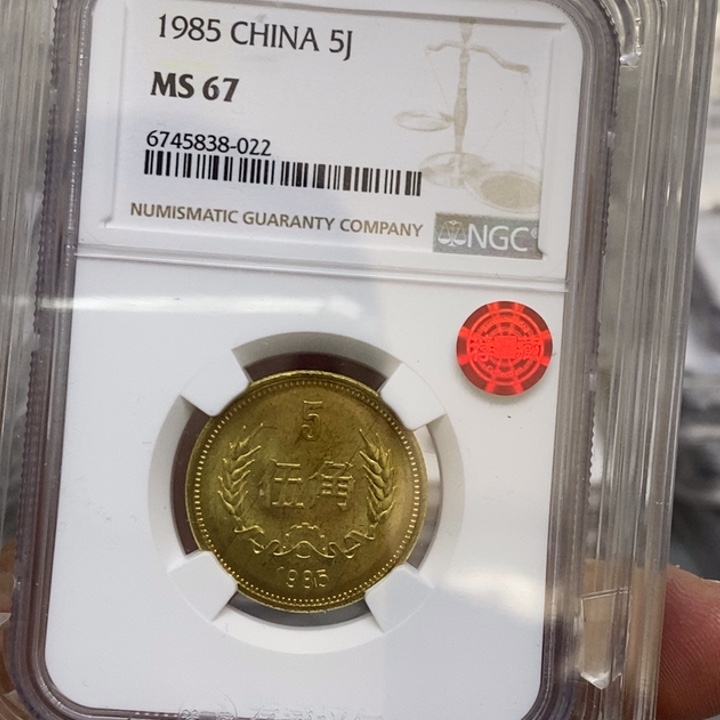 1985 CHINA 5J
MS 67
6745838-022
NUMISMATIC GUARANTY COMPANY
NGC
5
伍角
1985